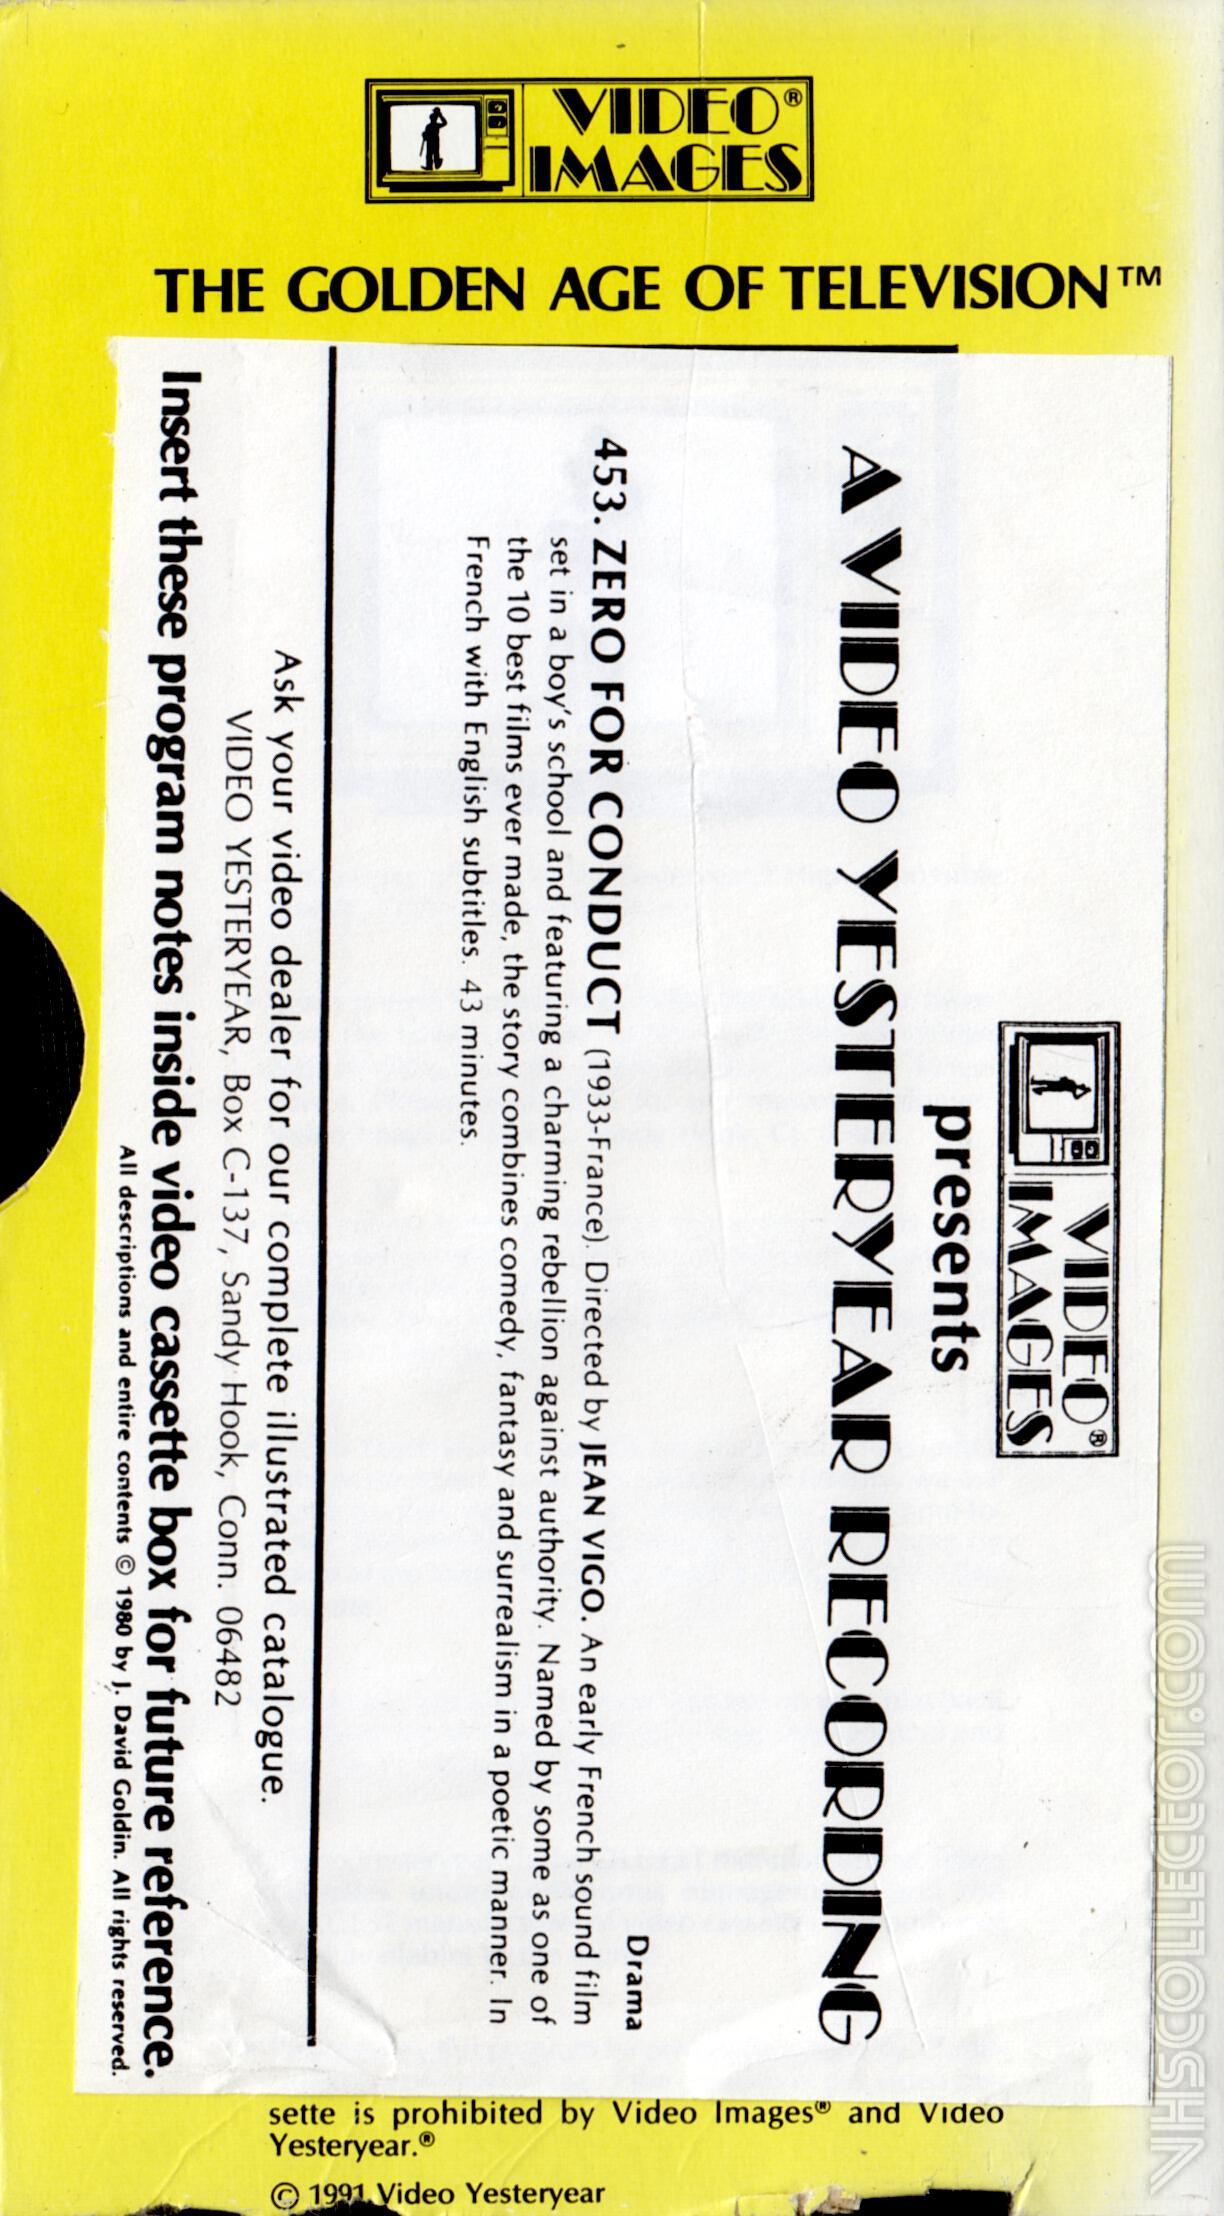 VIDEO®
IMAGES
THE GOLDEN AGE OF TELEVISION™
VIDEO®
IMAGES
presents
A VIDEO YESTERYEAR RECORDING
Drama
453. ZERO FOR CONDUCT (1933-France) Directed by JEAN VIGO. An early French sound film
set in a boy's school and featuring a charming rebellion against authority. Named by some as one of
the 10 best films ever made, the story combines comedy, fantasy and surrealism in a poetic manner. In
French with English subtitles. 43 minutes.
Ask your video dealer for our complete illustrated catalogue.
VIDEO YESTERYEAR, Box C-137, Sandy Hook, Conn. 06482
Insert these program notes inside video cassette box for future reference.
All descriptions and entire contents © 1980 by J. David Goldin. All rights reserved.
sette is prohibited by Video Images® and Video
Yesteryear.®
© 1991 Video Yesteryear
VHSCOLLECTOR.COM